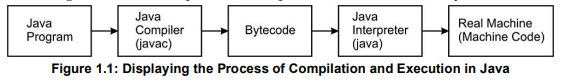 Java
Program
Java
Compiler
(javac)
Bytecode
Java
Interpreter
(java)
Real Machine
(Machine Code)
Figure 1.1: Displaying the Process of Compilation and Execution in Java